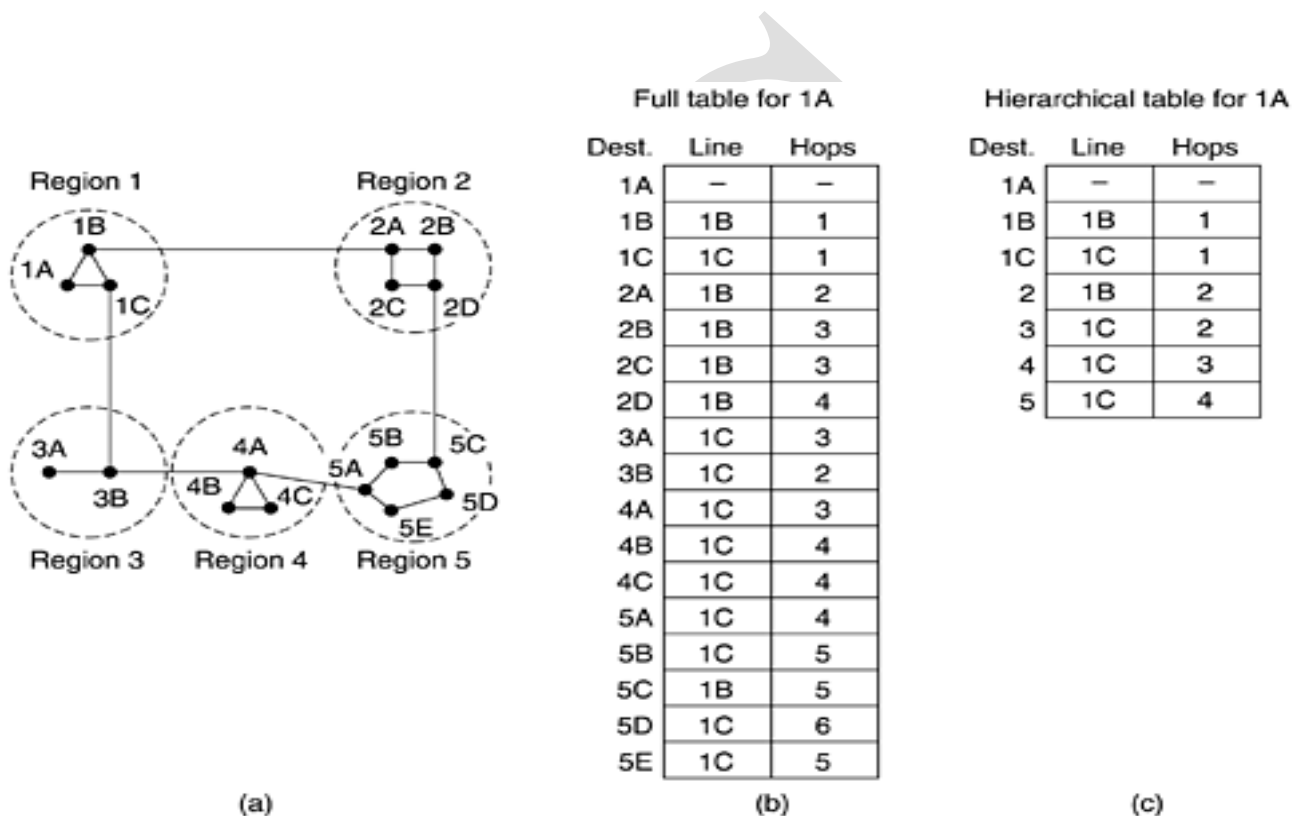 Region 1
Region 2
1B
2A 2B
1A
1C
2C 2D
3A
3B
4A
4B
4C
5B
5C
5A
5D
5E
Region 3
Region 4
Region 5
(a)
Full table for 1A
Dest. Line Hops
1A – –
1B 1B 1
1C 1C 1
2A 1B 2
2B 1B 3
2C 1B 3
2D 1B 4
3A 1C 3
3B 1C 2
4A 1C 3
4B 1C 4
4C 1C 4
5A 1C 4
5B 1C 5
5C 1B 5
5D 1C 6
5E 1C 5
(b)
Hierarchical table for 1A
Dest. Line Hops
1A – –
1B 1B 1
1C 1C 1
2 1B 2
3 1C 2
4 1C 3
5 1C 4
(c)